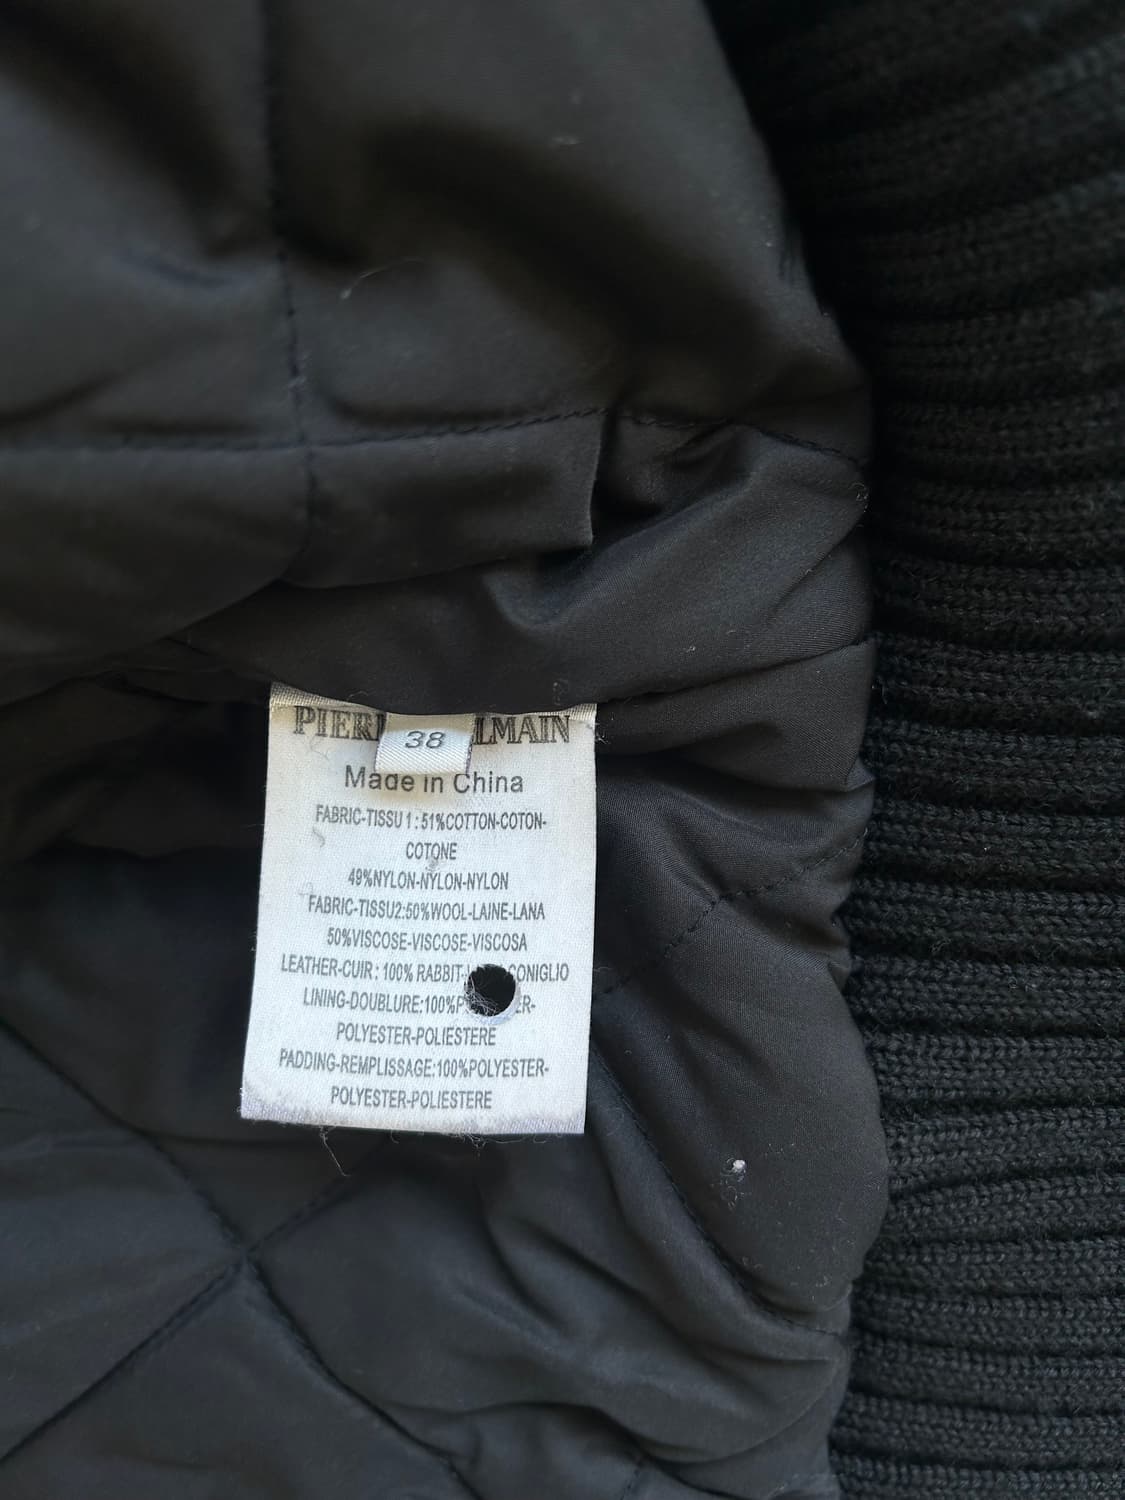 38
Made in China
FABRIC-TISSU 1 : 51%COTTON-COTON-
COTONE
49%NYLON-NYLON-NYLON
FABRIC-TISSU2:50%WOOL-LAINE-LANA
50%VISCOSE-VISCOSE-VISCOSA
LEATHER-CUIR : 100% RABBIT- CONIGLIO
LINING-DOUBLURE:100%
POLYESTER-POLIESTERE
PADDING-REMPLISSAGE:100%POLYESTER-
POLYESTER-POLIESTERE